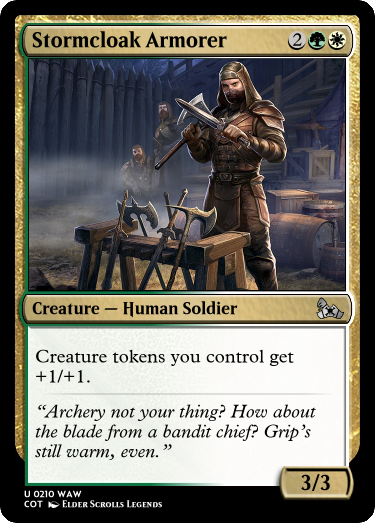 Stormcloak Armorer 2
Creature — Human Soldier
Creature tokens you control get
+1/+1.
“Archery not your thing? How about
the blade from a bandit chief? Grip’s
still warm, even.”
3/3
U 0210 WAW
COT Elder Scrolls Legends